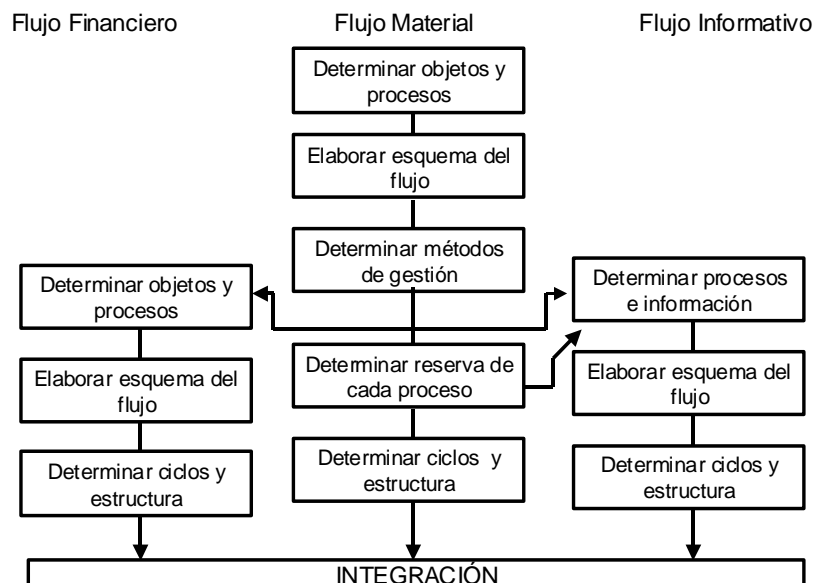 Flujo Financiero
Flujo Material
Flujo Informativo
Determinar objetos y
procesos
Elaborar esquema del
flujo
Determinar métodos
de gestión
Determinar objetos y
procesos
Determinar procesos
e información
Elaborar esquema del
flujo
Determinar reserva de
cada proceso
Elaborar esquema del
flujo
Determinar ciclos y
estructura
Determinar ciclos y
estructura
Determinar ciclos y
estructura
INTEGRACIÓN